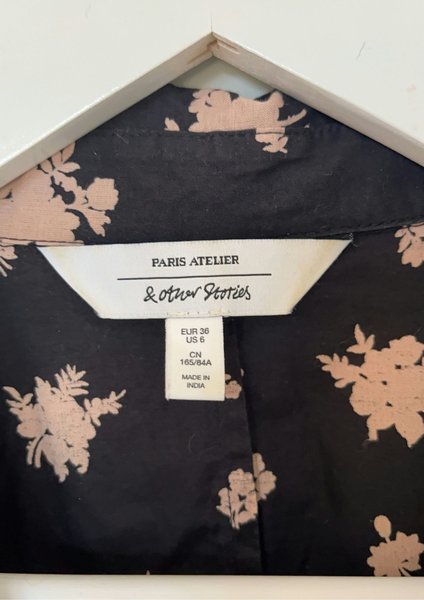 PARIS ATELIER
& other Stories
EUR 36
US 6
CN
165/84A
MADE IN
INDIA